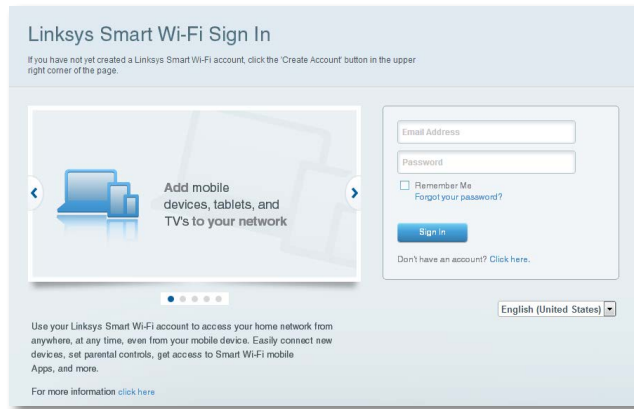 Linksys Smart Wi-Fi Sign In
If you have not yet created a Linksys Smart Wi-Fi account, click the 'Create Account' button in the upper
right corner of the page.
Add mobile
devices, tablets, and
TV's to your network
Email Address
Password
Remember Me
Forgot your password?
Sign In
Don't have an account? Click here.
English (United States)
Use your Linksys Smart Wi-Fi account to access your home network from
anywhere, at any time, even from your mobile device. Easily connect new
devices, set parental controls, get access to Smart Wi-Fi mobile
Apps, and more.
For more information click here